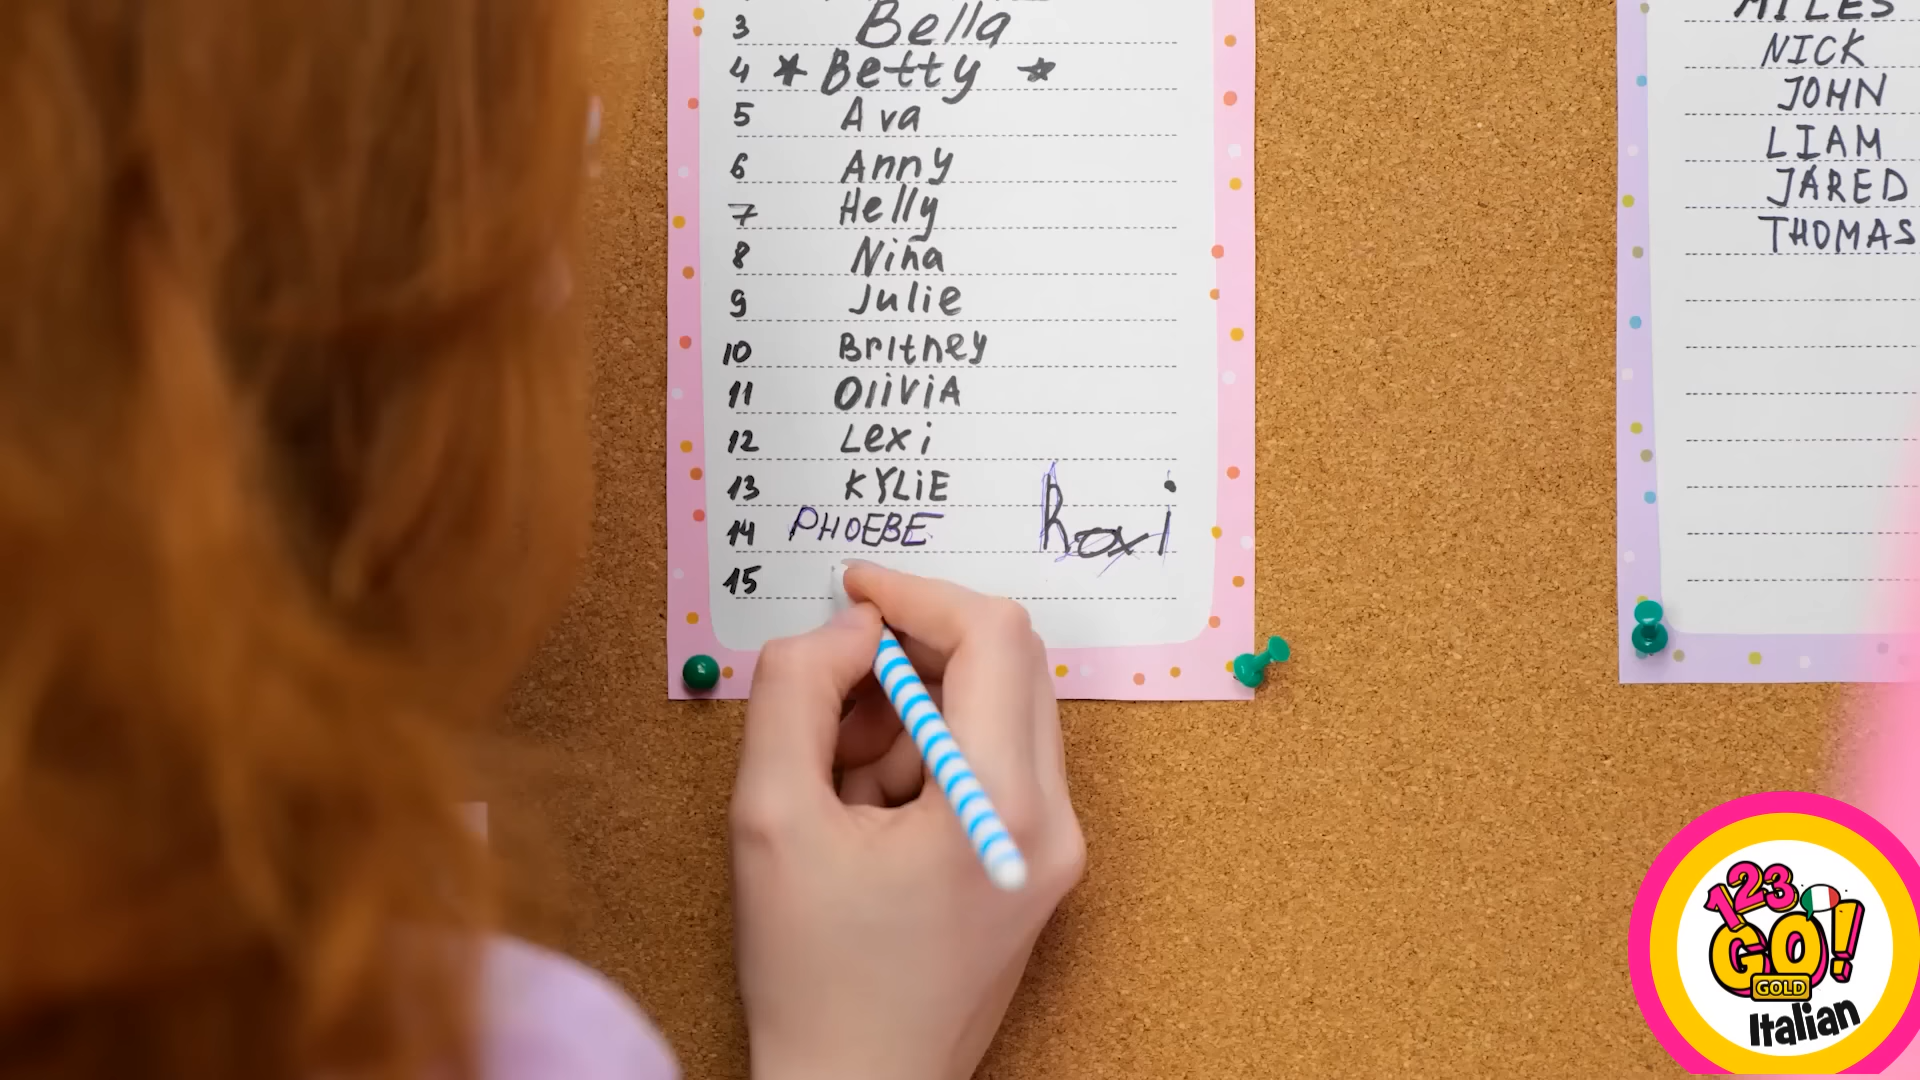 3 Bella
4 * Betty *
5 Ava
6 Anny
7 Helly
8 Nina
9 Julie
10 Britney
11 OliviA
12 Lexi
13 KYLiE
14 PHOEBE
Roxi
15
MILES
NICK
JOHN
LIAM
JARED
THOMAS
123
GO!
GOLD
Italian